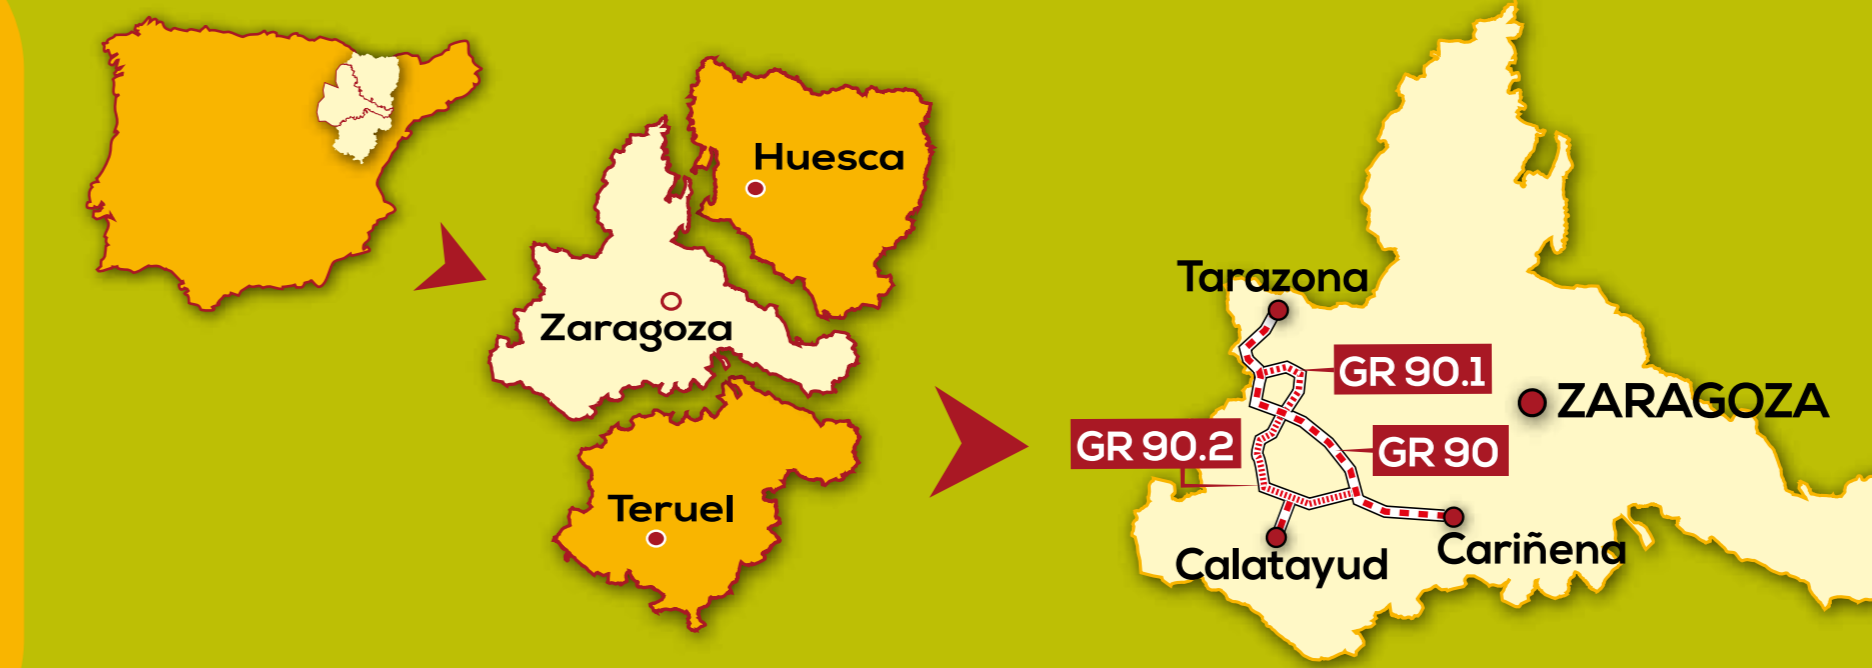 Huesca
Zaragoza
Teruel
Tarazona
GR 90.1
ZARAGOZA
GR 90.2
GR 90
Calatayud
Cariñena